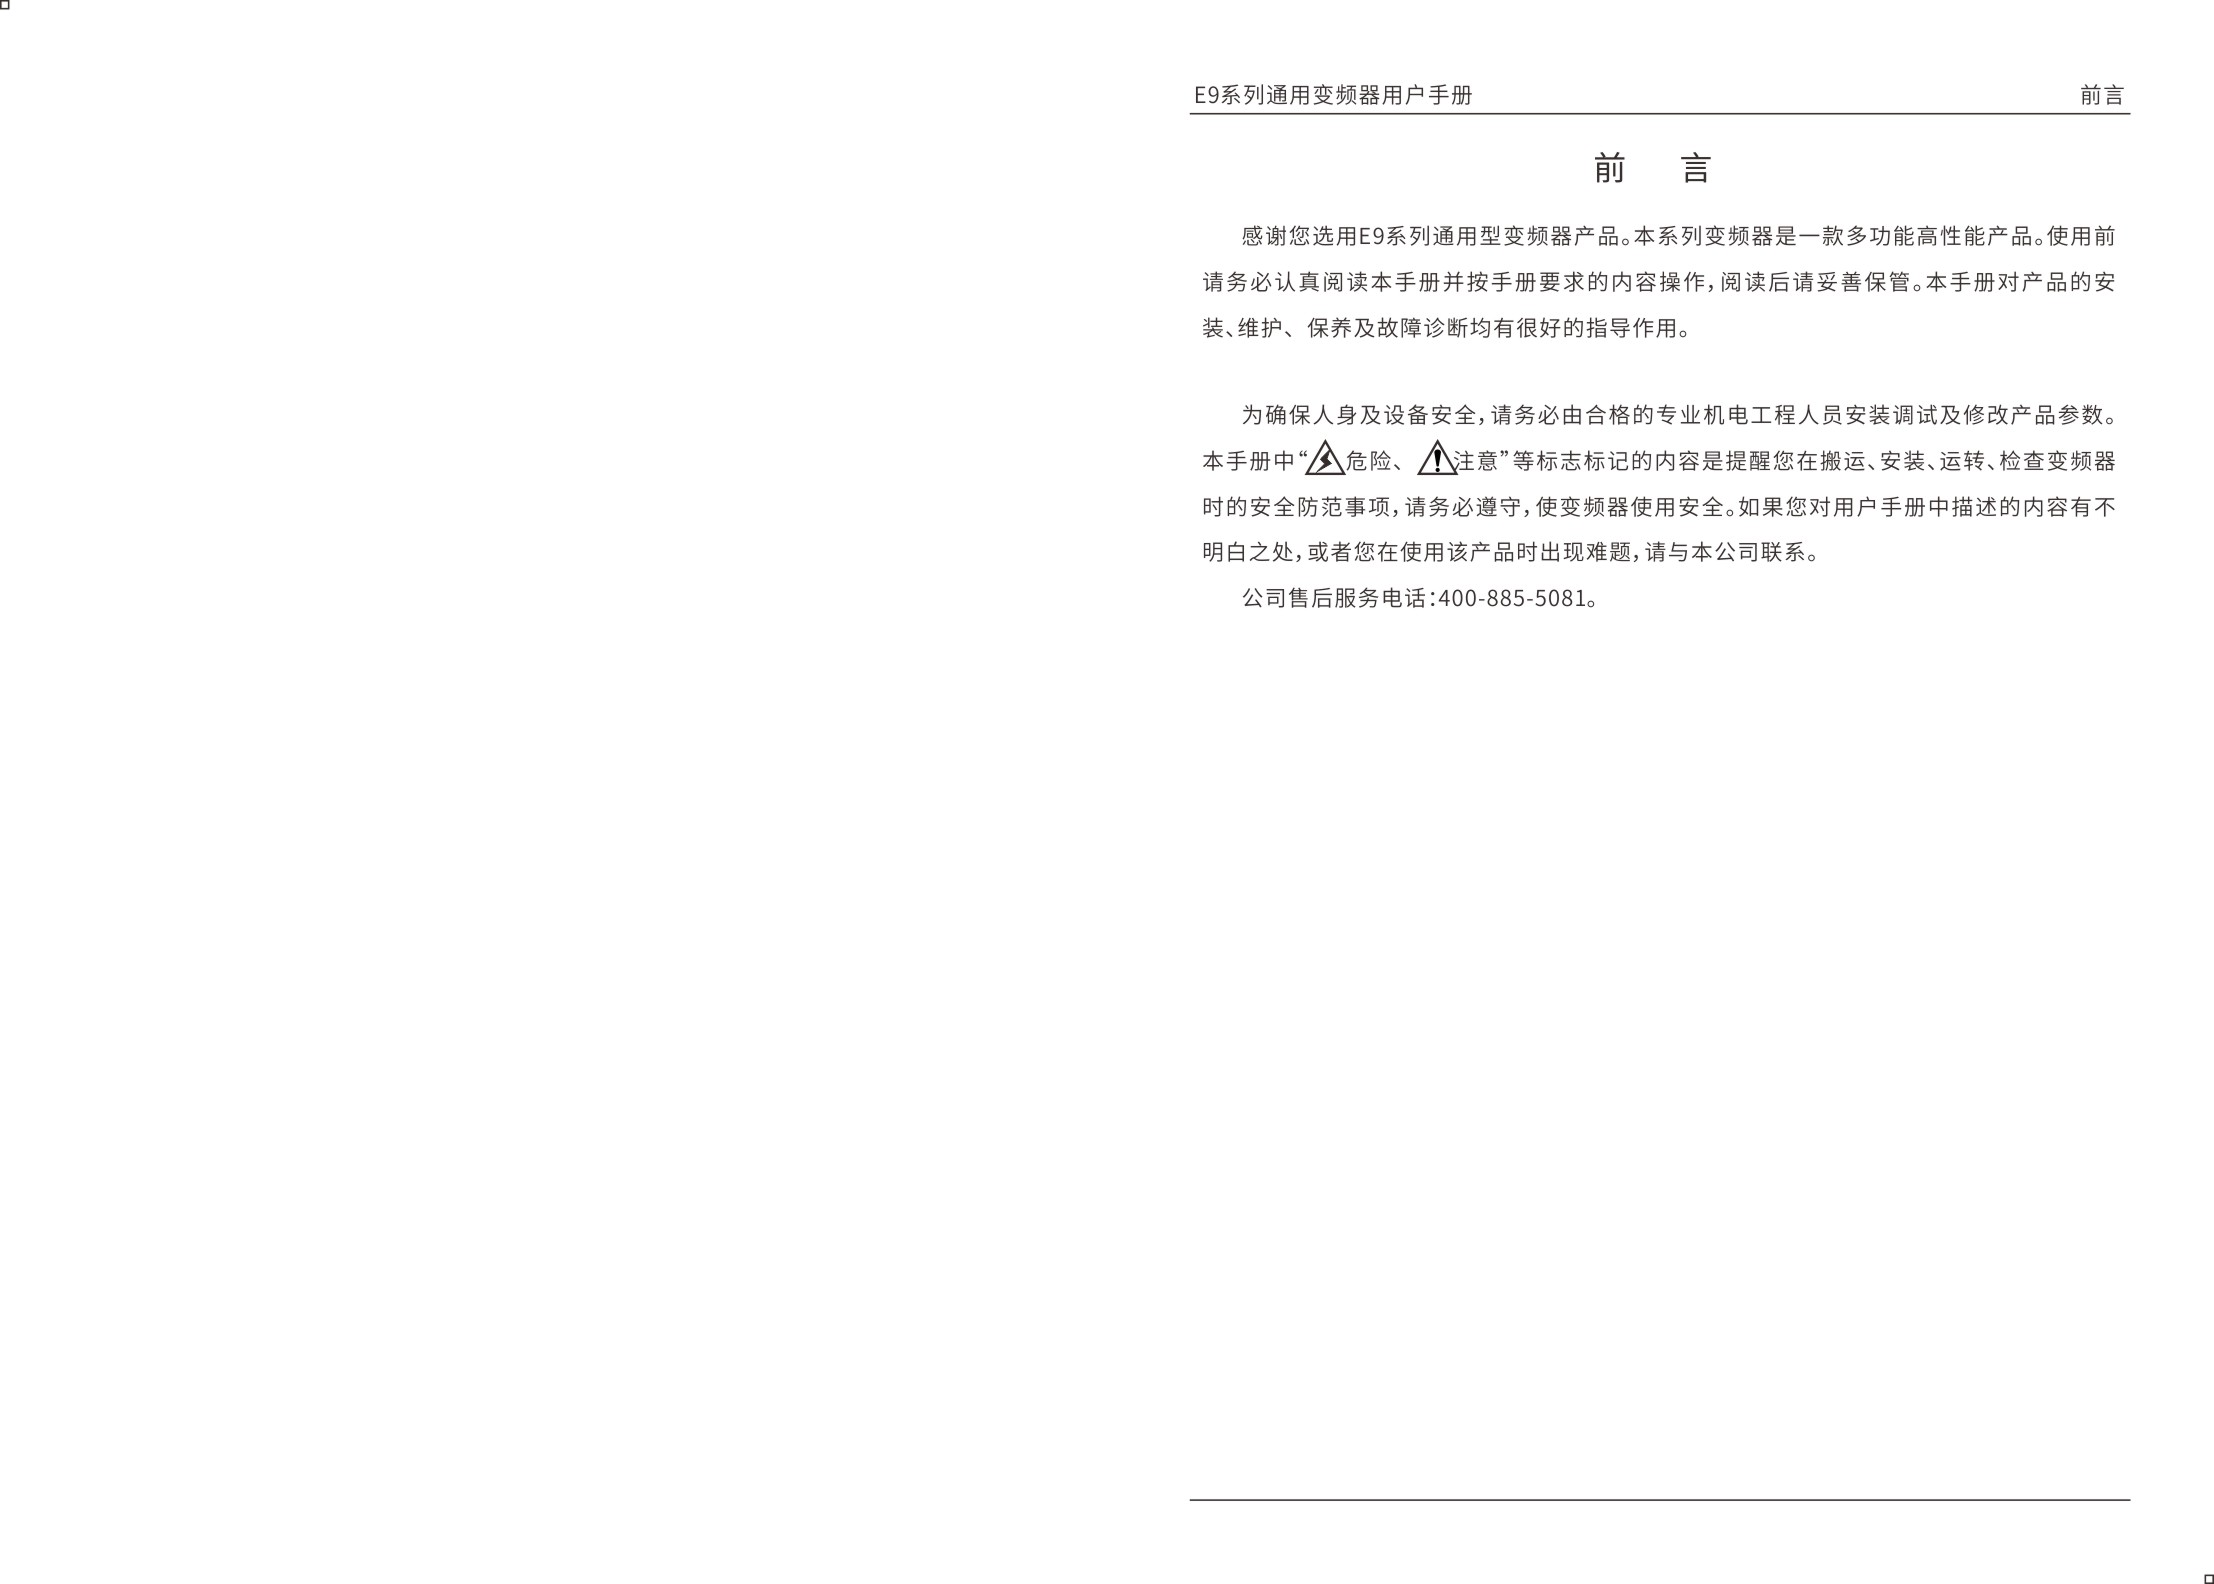 E9系列通用变频器用户手册 前言
前 言
感谢您选用E9系列通用型变频器产品。本系列变频器是一款多功能高性能产品。使用前
请务必认真阅读本手册并按手册要求的内容操作，阅读后请妥善保管。本手册对产品的安
装、维护、保养及故障诊断均有很好的指导作用。
为确保人身及设备安全，请务必由合格的专业机电工程人员安装调试及修改产品参数。
本手册中“危险、注意”等标志标记的内容是提醒您在搬运、安装、运转、检查变频器
时的安全防范事项，请务必遵守，使变频器使用安全。如果您对用户手册中描述的内容有不
明白之处，或者您在使用该产品时出现难题，请与本公司联系。
公司售后服务电话：400-885-5081。